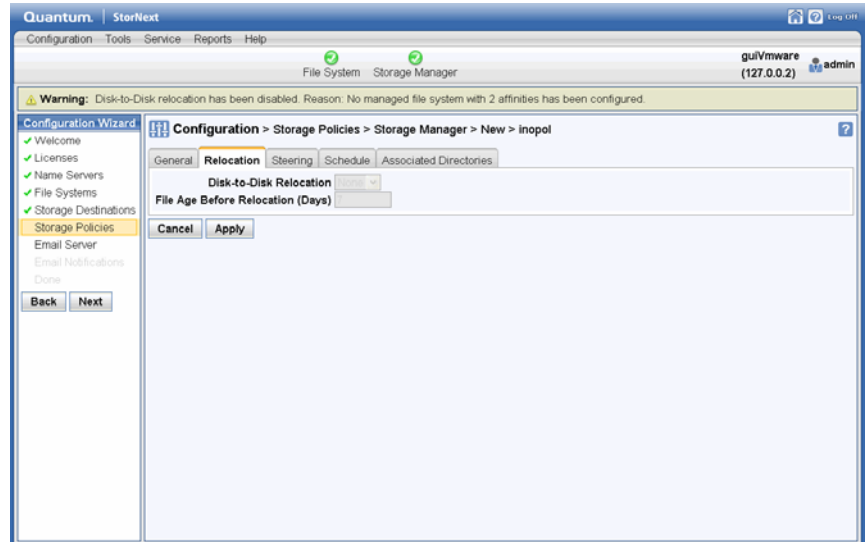 Quantum. StorNext
Log Off
Configuration Tools Service Reports Help
File System Storage Manager
guiVmware
(127.0.0.2)
admin
Warning: Disk-to-Disk relocation has been disabled. Reason: No managed file system with 2 affinities has been configured.
Configuration Wizard
Welcome
Licenses
Name Servers
File Systems
Storage Destinations
Storage Policies
Email Server
Email Notifications
Done
Back Next
Configuration > Storage Policies > Storage Manager > New > inopol
General Relocation Steering Schedule Associated Directories
Disk-to-Disk Relocation None
File Age Before Relocation (Days) 7
Cancel Apply